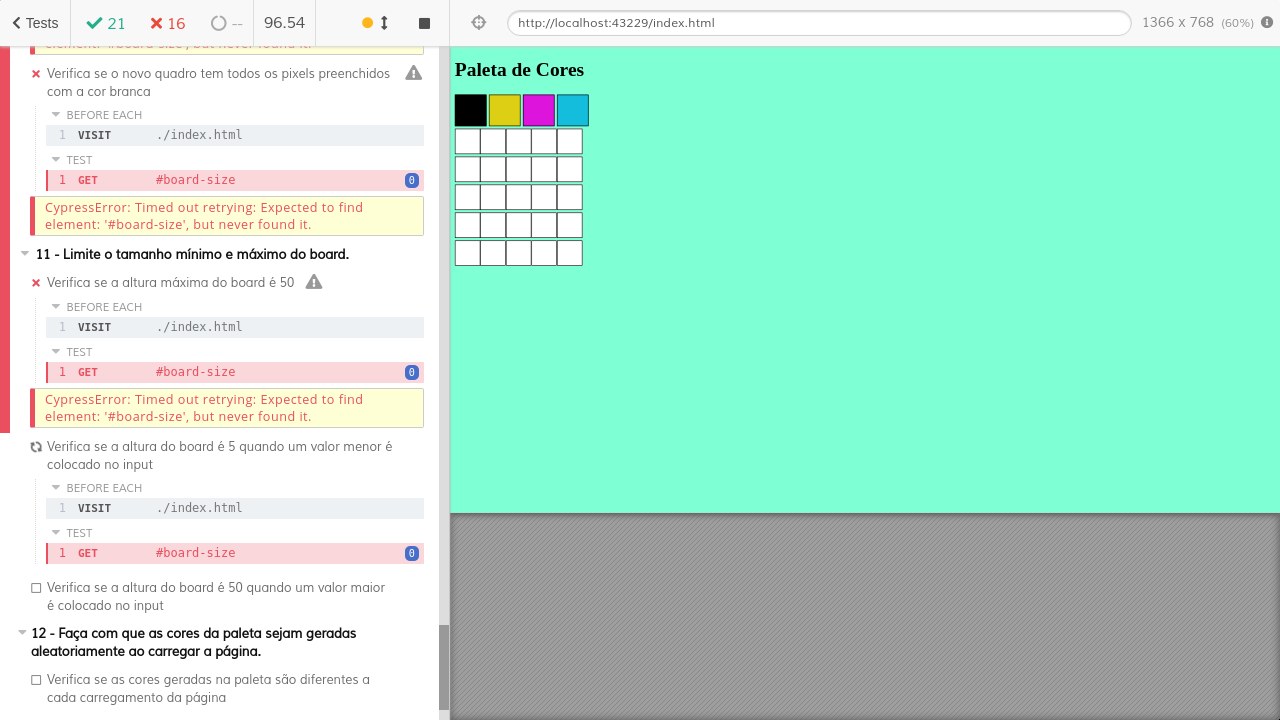 Tests
21
16
--
96.54
http://localhost:43229/index.html
1366 x 768 (60%)
element: '#board-size', but never found it.
Verifica se o novo quadro tem todos os pixels preenchidos
com a cor branca
BEFORE EACH
1 VISIT ./index.html
TEST
1 GET #board-size 0
CypressError: Timed out retrying: Expected to find
element: '#board-size', but never found it.
11 - Limite o tamanho mínimo e máximo do board.
Verifica se a altura máxima do board é 50
BEFORE EACH
1 VISIT ./index.html
TEST
1 GET #board-size 0
CypressError: Timed out retrying: Expected to find
element: '#board-size', but never found it.
Verifica se a altura do board é 5 quando um valor menor é
colocado no input
BEFORE EACH
1 VISIT ./index.html
TEST
1 GET #board-size 0
Verifica se a altura do board é 50 quando um valor maior
é colocado no input
12 - Faça com que as cores da paleta sejam geradas
aleatoriamente ao carregar a página.
Verifica se as cores geradas na paleta são diferentes a
cada carregamento da página
Paleta de Cores